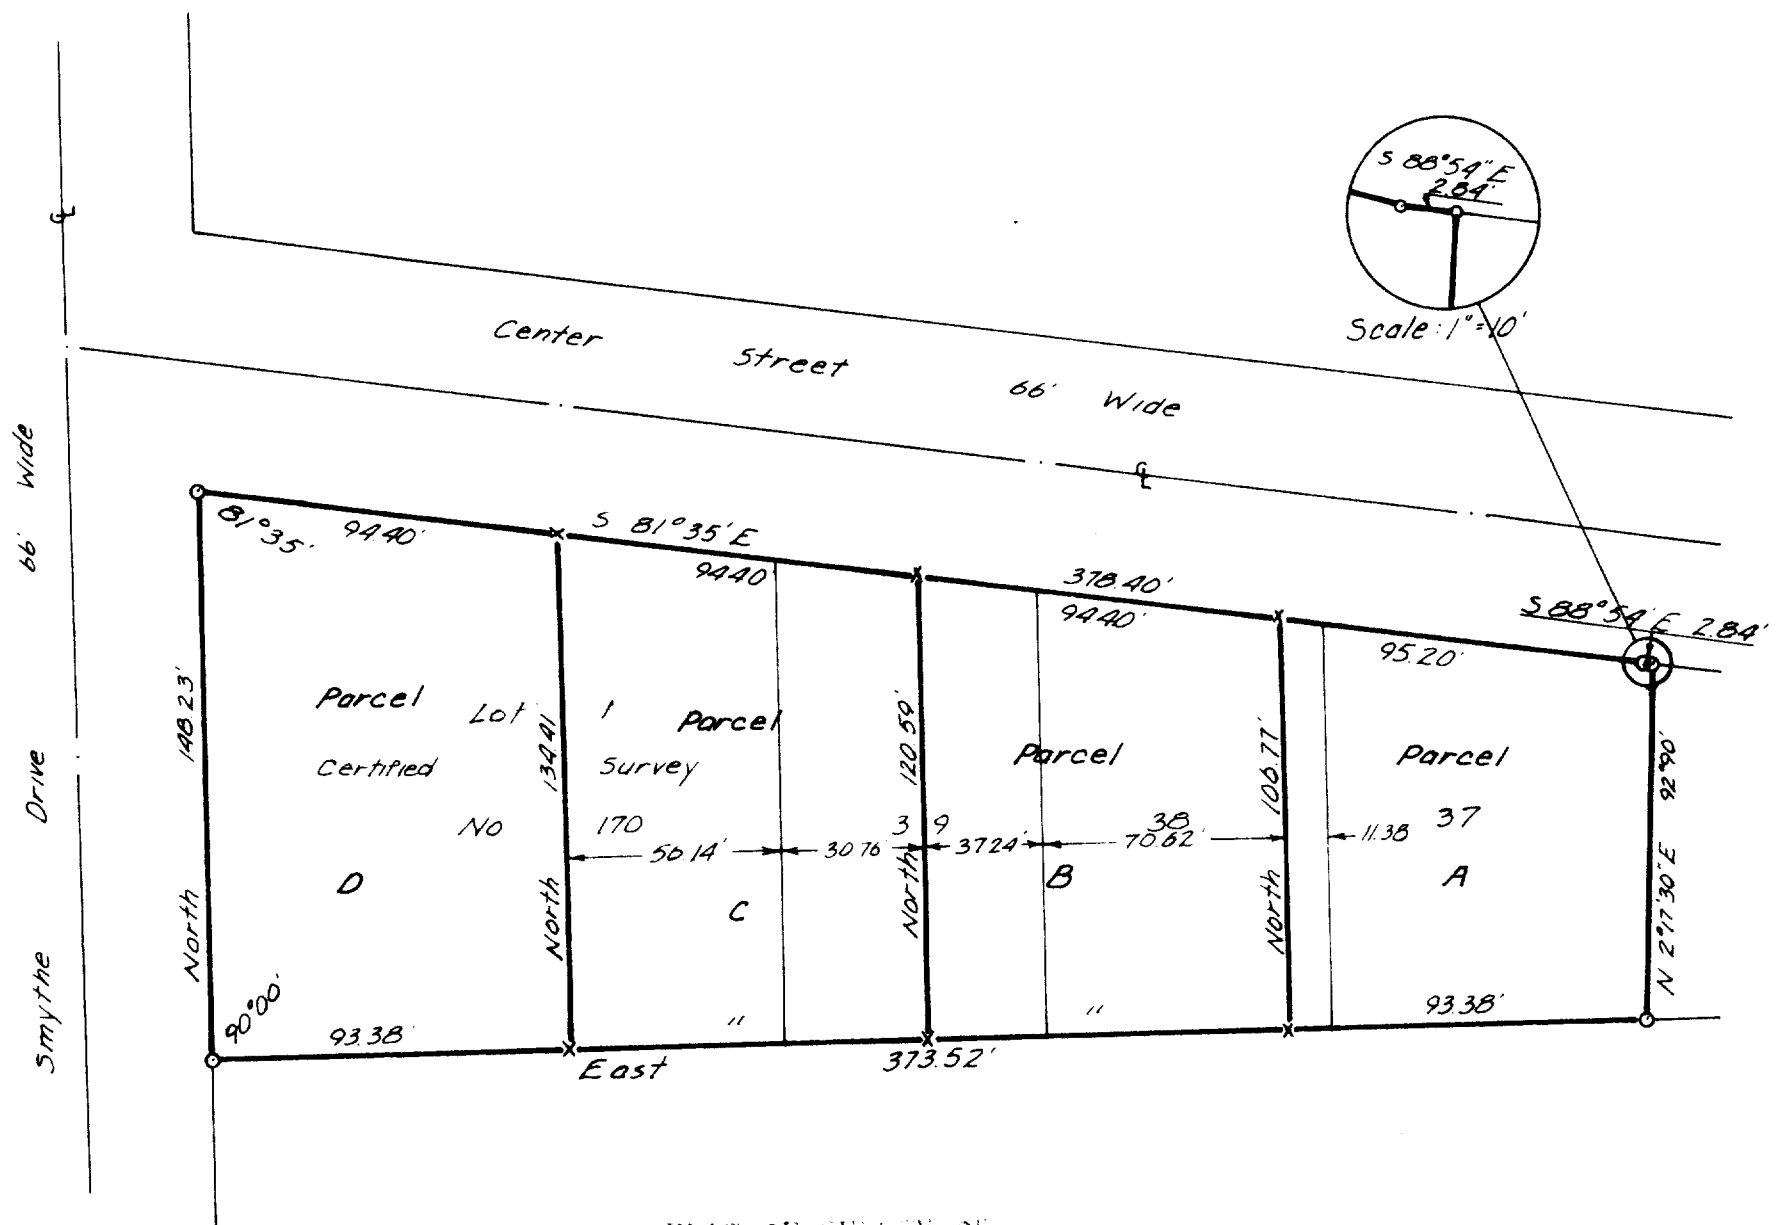 S 88°54" E
2.84'
Scale: 1"=10'
Center Street 66' Wide
℄
℄
Smythe Drive 66' Wide
81°35'
94.40'
S 81°35' E
94.40'
378.40'
94.40'
95.20'
S 88°54' E 2.84'
148.23'
North
134.41
North
120.59'
North
106.77'
North
92°90'
N 2°17'30" E
Parcel
Lot 1
Parcel
Parcel
Parcel
Certified Survey
No 170
39
38
37
56.14'
30.76
37.24'
70.62'
11.38
D
C
B
A
90°00'
93.38'
"
"
93.38'
East
373.52'